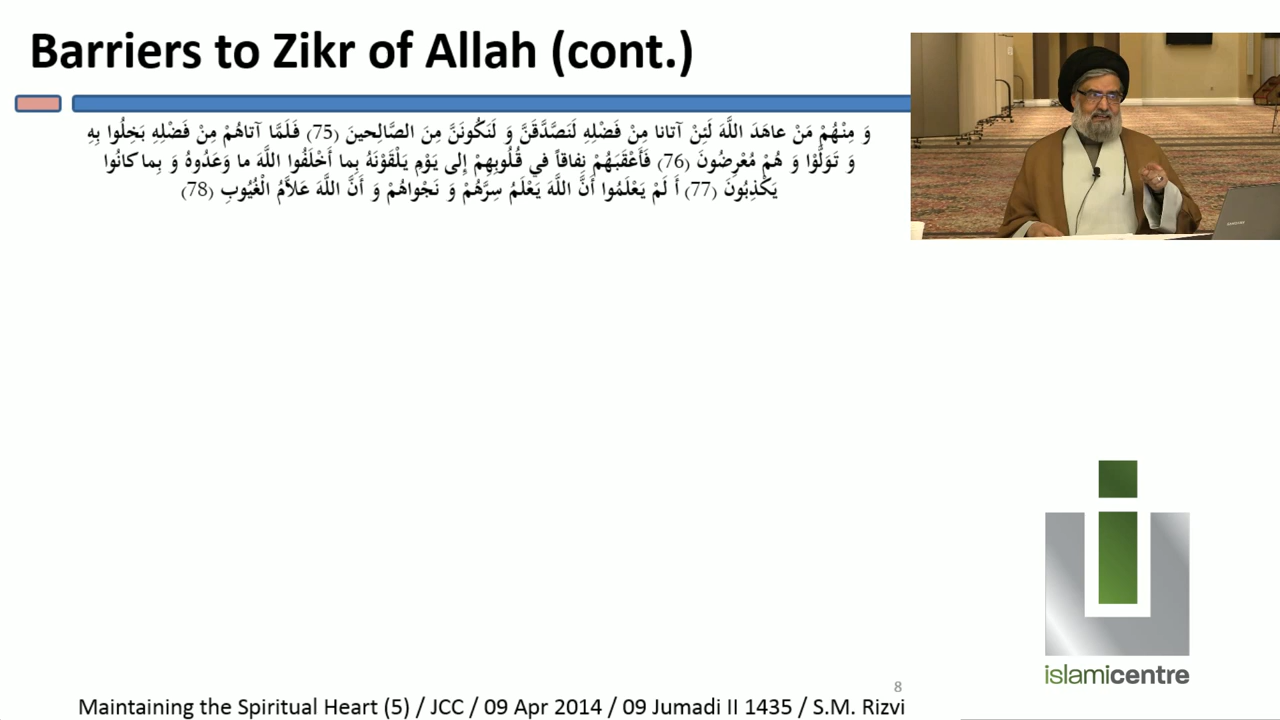 Barriers to Zikr of Allah (cont.)
وَ مِنْهُمْ مَنْ عاهَدَ اللَّهَ لَئِنْ آتانا مِنْ فَضْلِهِ لَنَصَّدَّقَنَّ وَ لَنَكُونَنَّ مِنَ الصَّالِحينَ (75) فَلَمَّا آتاهُمْ مِنْ فَضْلِهِ بَخِلُوا بِهِ
وَ تَوَلَّوْا وَ هُمْ مُعْرِضُونَ (76) فَأَعْقَبَهُمْ نِفاقاً في قُلُوبِهِمْ إِلى يَوْمِ يَلْقَوْنَهُ بِما أَخْلَفُوا اللَّهَ ما وَعَدُوهُ وَ بِما كانُوا
يَكْذِبُونَ (77) أَ لَمْ يَعْلَمُوا أَنَّ اللَّهَ يَعْلَمُ سِرَّهُمْ وَ نَجْواهُمْ وَ أَنَّ اللَّهَ عَلاَّمُ الْغُيُوبِ (78)
islamicentre
8
Maintaining the Spiritual Heart (5) / JCC / 09 Apr 2014 / 09 Jumadi II 1435 / S.M. Rizvi